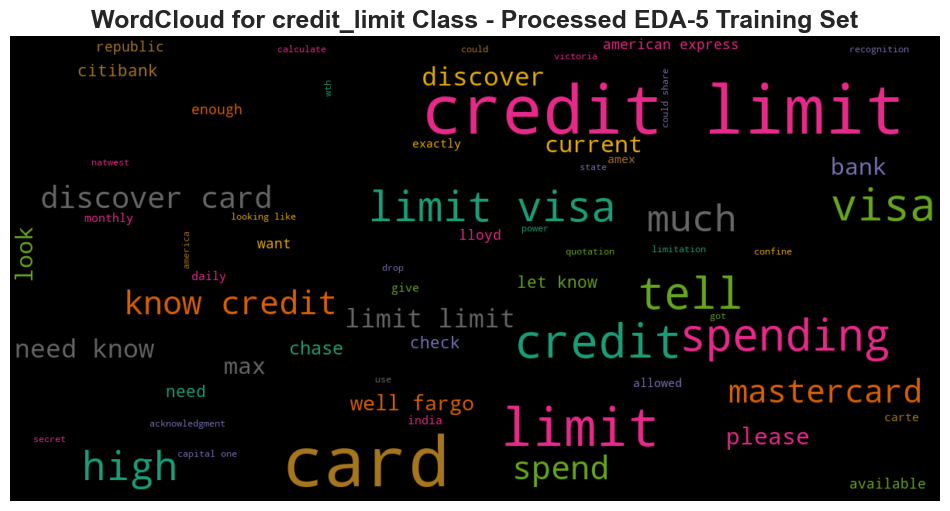 WordCloud for credit_limit Class - Processed EDA-5 Training Set
republic
calculate
could
american express
recognition
victoria
citibank
discover
wth
could share
enough
credit limit
exactly
current
amex
natwest
state
bank
discover card
limit visa
much
visa
monthly
looking like
power
lloyd
look
america
want
quotation
limitation
confine
daily
drop
give
let know
tell
know credit
got
limit limit
credit
spending
need know
chase
check
max
use
need
allowed
mastercard
well fargo
india
limit
carte
acknowledgment
please
secret
capital one
high
card
spend
available